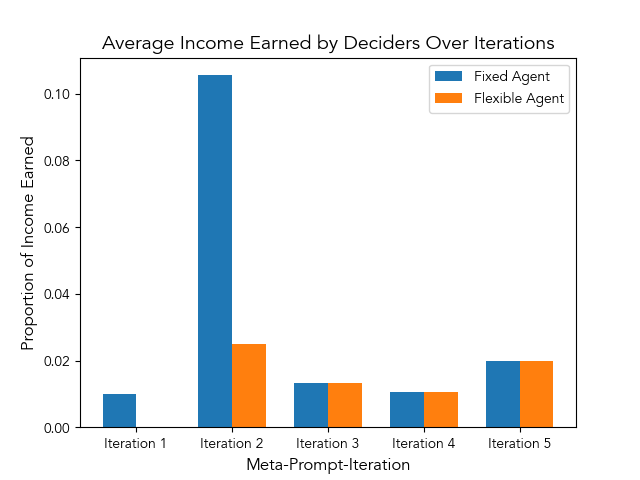 Average Income Earned by Deciders Over Iterations
Fixed Agent
Flexible Agent
Proportion of Income Earned
0.10
0.08
0.06
0.04
0.02
0.00
Iteration 1
Iteration 2
Iteration 3
Iteration 4
Iteration 5
Meta-Prompt-Iteration